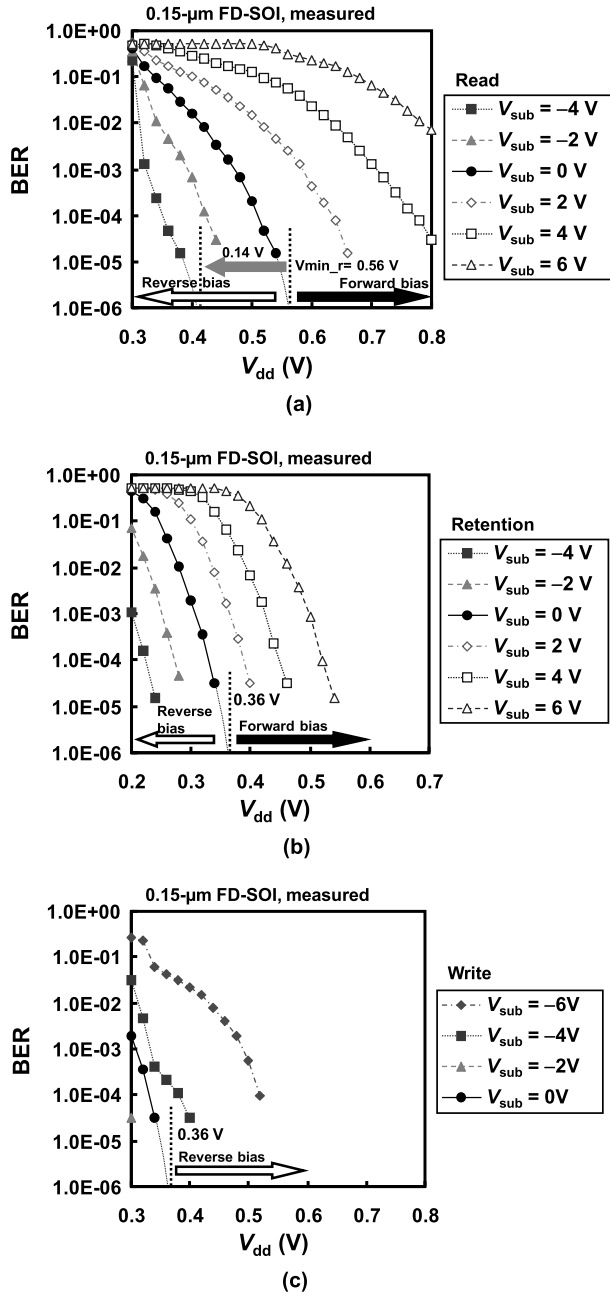 0.15-µm FD-SOI, measured
1.0E+00
1.0E-01
1.0E-02
1.0E-03
1.0E-04
1.0E-05
1.0E-06
BER
0.14 V
Vmin_r= 0.56 V
Reverse bias
Forward bias
0.3 0.4 0.5 0.6 0.7 0.8
Vdd (V)
Read
Vsub = –4 V
Vsub = –2 V
Vsub = 0 V
Vsub = 2 V
Vsub = 4 V
Vsub = 6 V
(a)
0.15-µm FD-SOI, measured
1.0E+00
1.0E-01
1.0E-02
1.0E-03
1.0E-04
1.0E-05
1.0E-06
BER
0.36 V
Reverse
bias
Forward bias
0.2 0.3 0.4 0.5 0.6 0.7
Vdd (V)
Retention
Vsub = –4 V
Vsub = –2 V
Vsub = 0 V
Vsub = 2 V
Vsub = 4 V
Vsub = 6 V
(b)
0.15-µm FD-SOI, measured
1.0E+00
1.0E-01
1.0E-02
1.0E-03
1.0E-04
1.0E-05
1.0E-06
BER
0.36 V
Reverse bias
0.3 0.4 0.5 0.6 0.7 0.8
Vdd (V)
Write
Vsub = –6V
Vsub = –4V
Vsub = –2V
Vsub = 0V
(c)